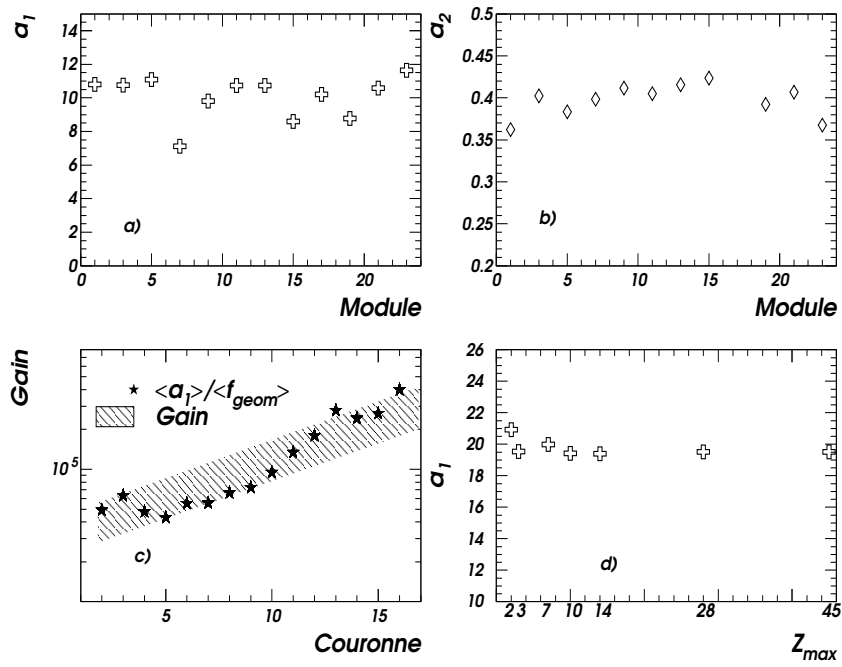 a1
14
12
10
8
6
4
2
0
0 5 10 15 20
a)
Module
a2
0.5
0.45
0.4
0.35
0.3
0.25
0.2
0 5 10 15 20
b)
Module
Gain
10^5
<a1>/<f_geom>
Gain
c)
5 10 15
Couronne
a1
26
24
22
20
18
16
14
12
10
2 3 7 10 14 28 45
d)
Z_max